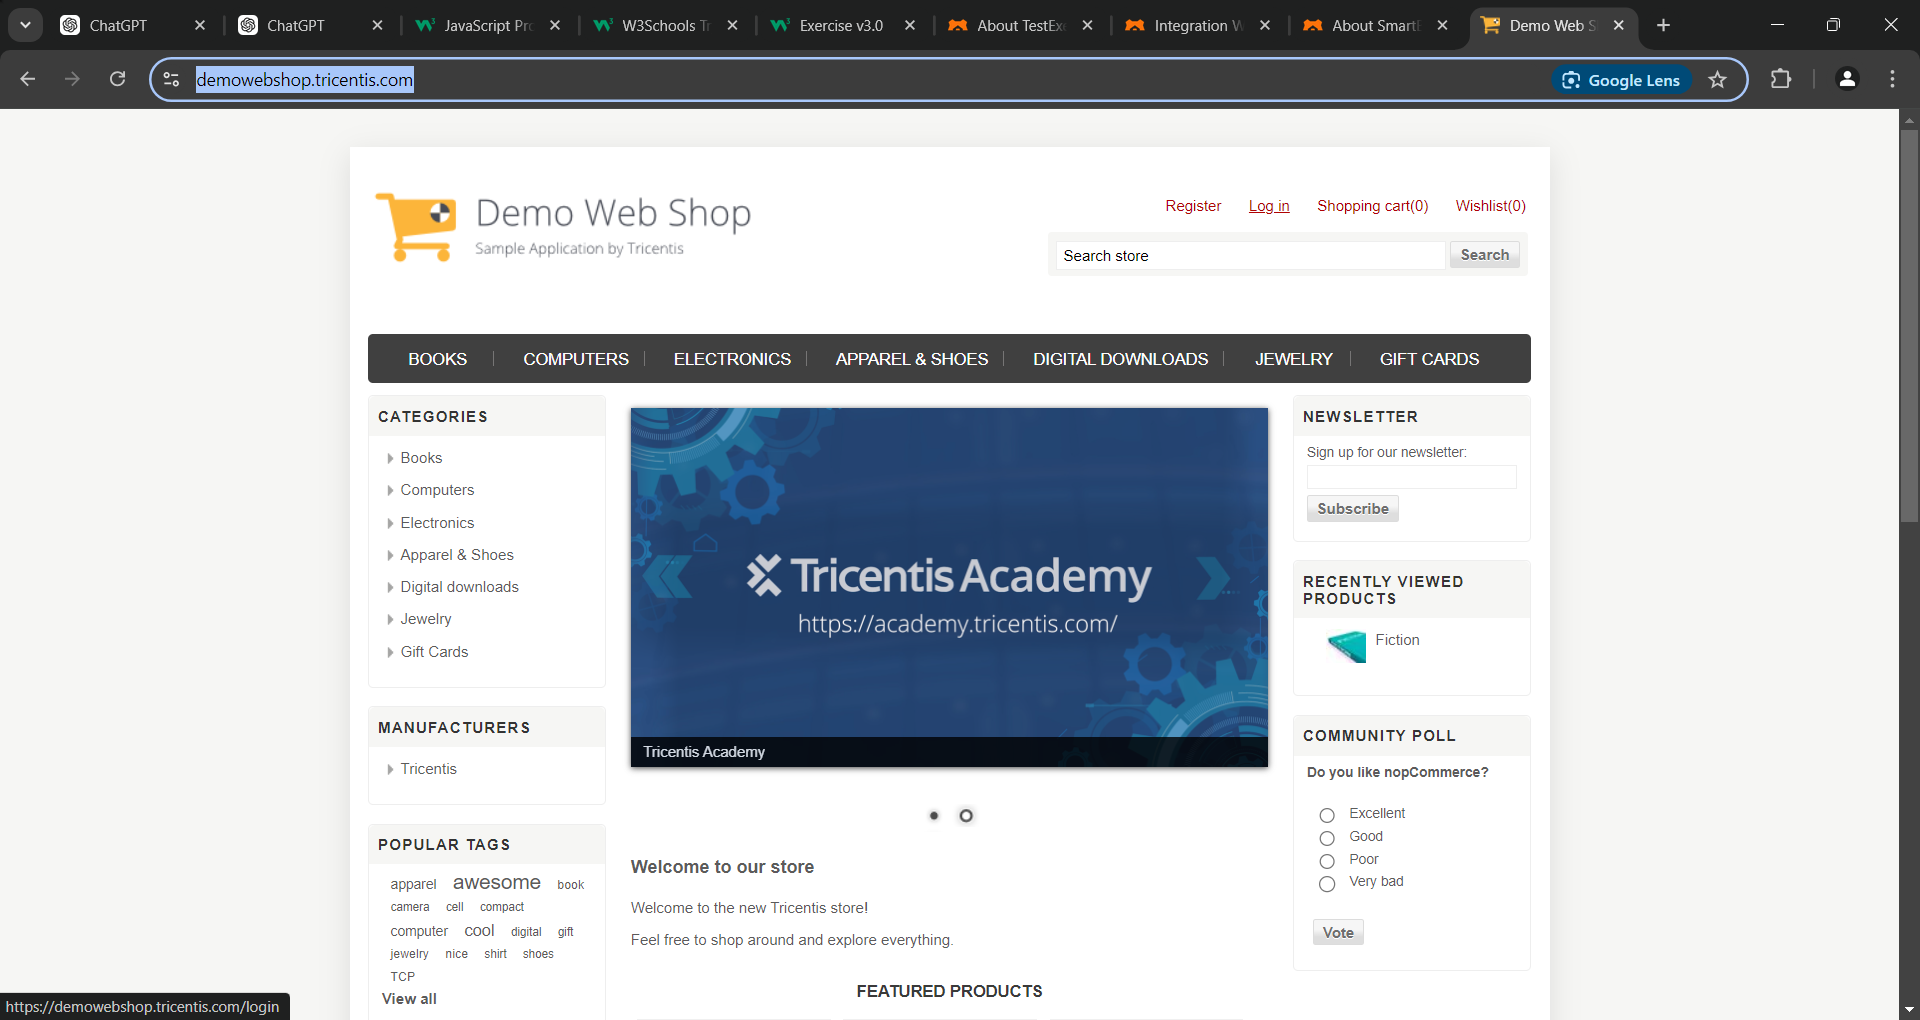 ChatGPT
ChatGPT
JavaScript Pr
W3Schools Tr
Exercise v3.0
About TestEx
Integration W
About Smart
Demo Web S
demowebshop.tricentis.com
Google Lens
Demo Web Shop
Sample Application by Tricentis
Register
Log in
Shopping cart(0)
Wishlist(0)
Search store
Search
BOOKS
COMPUTERS
ELECTRONICS
APPAREL & SHOES
DIGITAL DOWNLOADS
JEWELRY
GIFT CARDS
CATEGORIES
Books
Computers
Electronics
Apparel & Shoes
Digital downloads
Jewelry
Gift Cards
MANUFACTURERS
Tricentis
POPULAR TAGS
apparel awesome book
camera cell compact
computer cool digital gift
jewelry nice shirt shoes
TCP
View all
Tricentis Academy
https://academy.tricentis.com/
Tricentis Academy
Welcome to our store
Welcome to the new Tricentis store!
Feel free to shop around and explore everything.
FEATURED PRODUCTS
NEWSLETTER
Sign up for our newsletter:
Subscribe
RECENTLY VIEWED
PRODUCTS
Fiction
COMMUNITY POLL
Do you like nopCommerce?
Excellent
Good
Poor
Very bad
Vote
https://demowebshop.tricentis.com/login